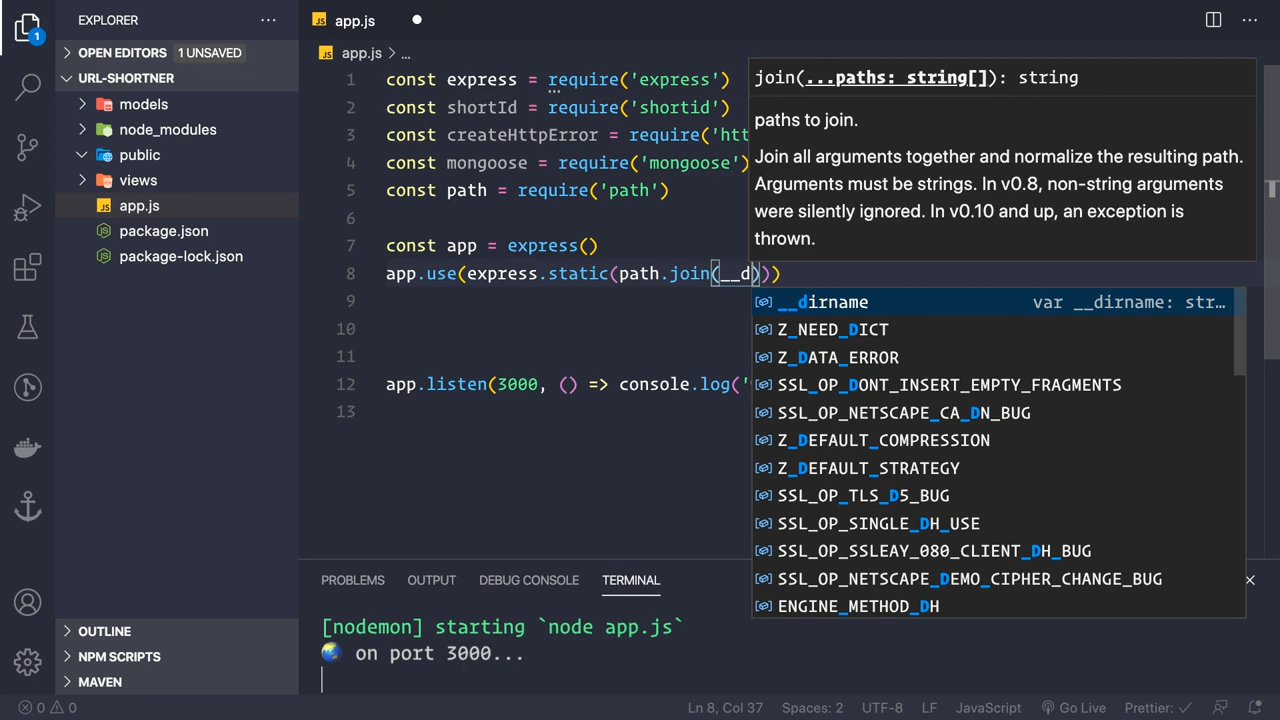 EXPLORER
app.js
OPEN EDITORS 1 UNSAVED
URL-SHORTNER
models
node_modules
public
views
app.js
package.json
package-lock.json
OUTLINE
NPM SCRIPTS
MAVEN
1
app.js > ...
1 const express = require('express')
2 const shortId = require('shortid')
3 const createHttpError = require('htt
4 const mongoose = require('mongoose')
5 const path = require('path')
6
7 const app = express()
8 app.use(express.static(path.join(__d)))
9
10
11
12 app.listen(3000, () => console.log('
13
join(...paths: string[]): string
paths to join.
Join all arguments together and normalize the resulting path.
Arguments must be strings. In v0.8, non-string arguments
were silently ignored. In v0.10 and up, an exception is
thrown.
__dirname var __dirname: str…
Z_NEED_DICT
Z_DATA_ERROR
SSL_OP_DONT_INSERT_EMPTY_FRAGMENTS
SSL_OP_NETSCAPE_CA_DN_BUG
Z_DEFAULT_COMPRESSION
Z_DEFAULT_STRATEGY
SSL_OP_TLS_D5_BUG
SSL_OP_SINGLE_DH_USE
SSL_OP_SSLEAY_080_CLIENT_DH_BUG
SSL_OP_NETSCAPE_DEMO_CIPHER_CHANGE_BUG
ENGINE_METHOD_DH
PROBLEMS OUTPUT DEBUG CONSOLE TERMINAL
[nodemon] starting `node app.js`
on port 3000...
0 0 Ln 8, Col 37 Spaces: 2 UTF-8 LF JavaScript Go Live Prettier: ✓